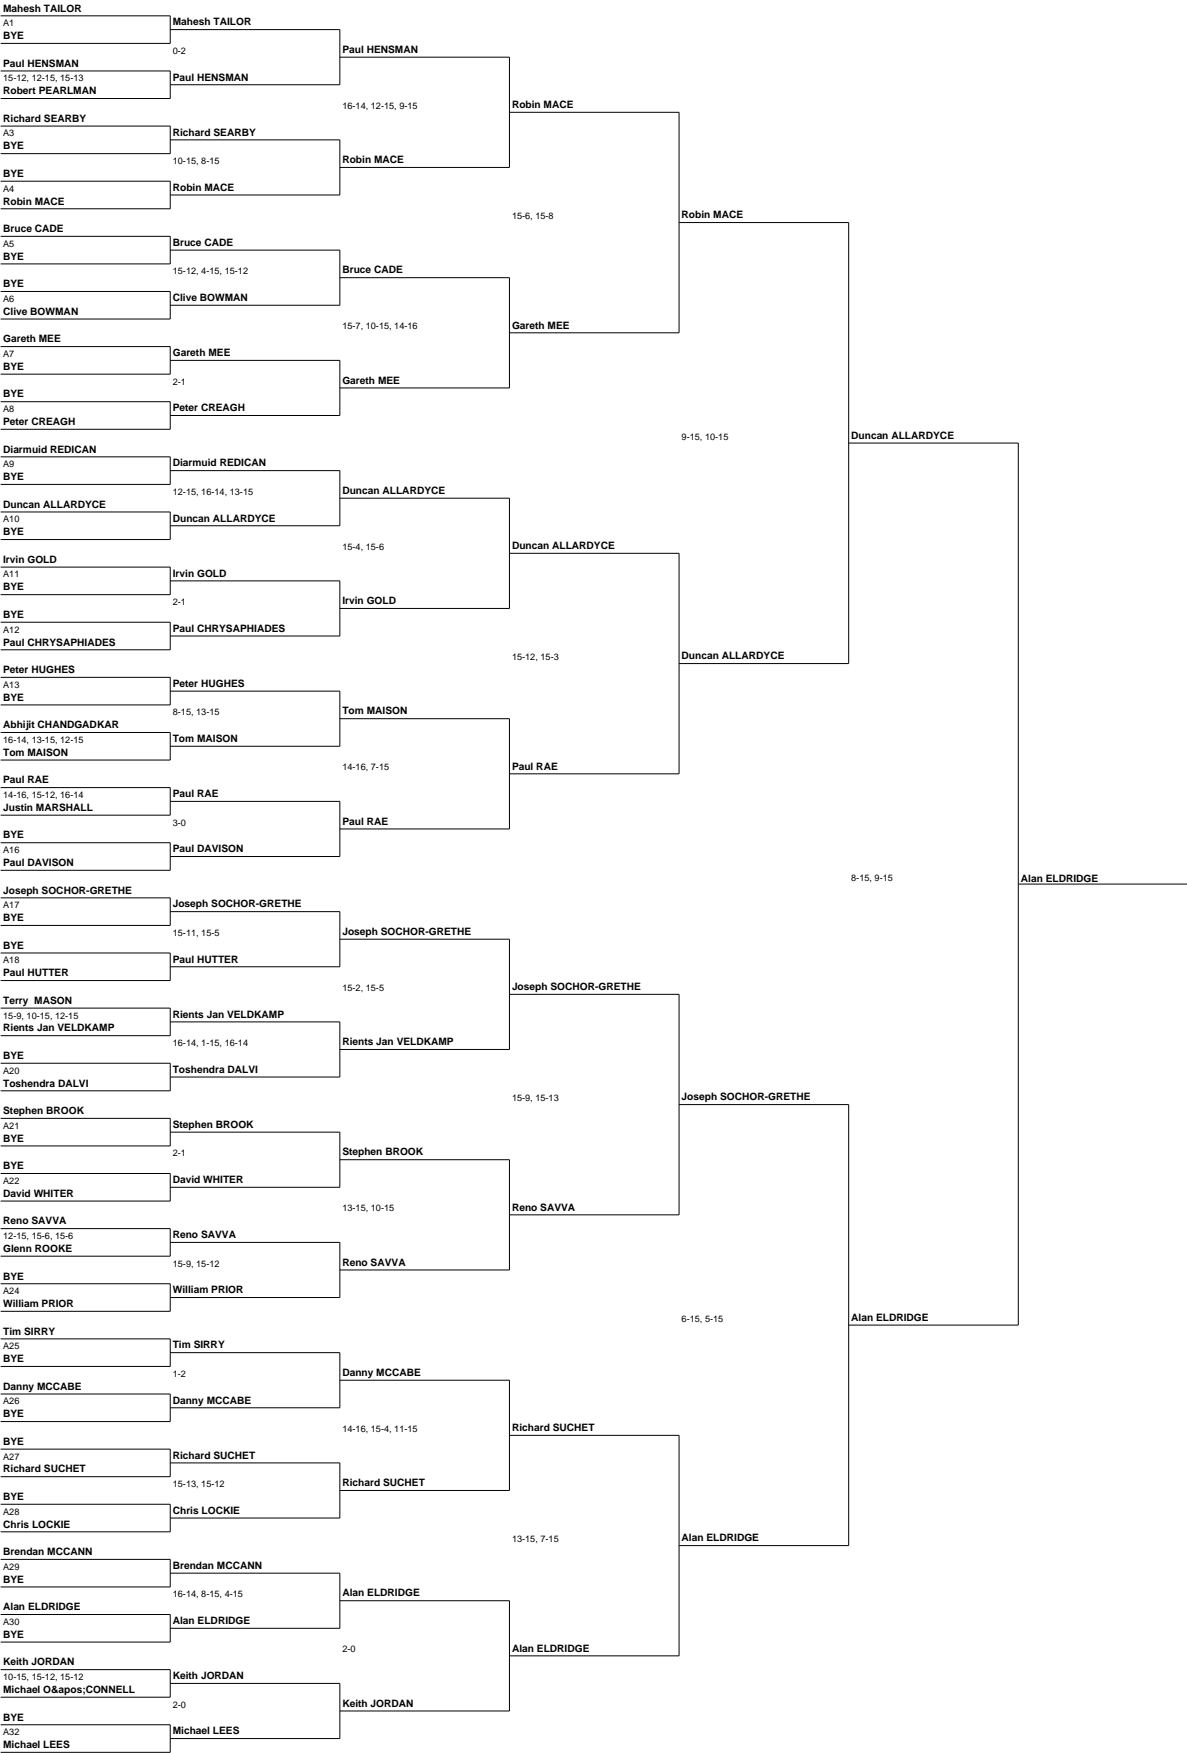 Mahesh TAILOR
A1
BYE
Mahesh TAILOR
0-2
Paul HENSMAN
Paul HENSMAN
15-12, 12-15, 15-13
Robert PEARLMAN
Paul HENSMAN
16-14, 12-15, 9-15
Robin MACE
Richard SEARBY
A3
BYE
Richard SEARBY
10-15, 8-15
Robin MACE
BYE
A4
Robin MACE
Robin MACE
15-6, 15-8
Robin MACE
Bruce CADE
A5
BYE
Bruce CADE
15-12, 4-15, 15-12
Bruce CADE
BYE
A6
Clive BOWMAN
Clive BOWMAN
15-7, 10-15, 14-16
Gareth MEE
Gareth MEE
A7
BYE
Gareth MEE
2-1
Gareth MEE
BYE
A8
Peter CREAGH
Peter CREAGH
9-15, 10-15
Duncan ALLARDYCE
Diarmuid REDICAN
A9
BYE
Diarmuid REDICAN
12-15, 16-14, 13-15
Duncan ALLARDYCE
Duncan ALLARDYCE
A10
BYE
Duncan ALLARDYCE
15-4, 15-6
Duncan ALLARDYCE
Irvin GOLD
A11
BYE
Irvin GOLD
2-1
Irvin GOLD
BYE
A12
Paul CHRYSAPHIADES
Paul CHRYSAPHIADES
15-12, 15-3
Duncan ALLARDYCE
Peter HUGHES
A13
BYE
Peter HUGHES
8-15, 13-15
Tom MAISON
Abhijit CHANDGADKAR
16-14, 13-15, 12-15
Tom MAISON
Tom MAISON
14-16, 7-15
Paul RAE
Paul RAE
14-16, 15-12, 16-14
Justin MARSHALL
Paul RAE
3-0
Paul RAE
BYE
A16
Paul DAVISON
Paul DAVISON
8-15, 9-15
Alan ELDRIDGE
Joseph SOCHOR-GRETHE
A17
BYE
Joseph SOCHOR-GRETHE
15-11, 15-5
Joseph SOCHOR-GRETHE
BYE
A18
Paul HUTTER
Paul HUTTER
15-2, 15-5
Joseph SOCHOR-GRETHE
Terry  MASON
15-9, 10-15, 12-15
Rients Jan VELDKAMP
Rients Jan VELDKAMP
16-14, 1-15, 16-14
Rients Jan VELDKAMP
BYE
A20
Toshendra DALVI
Toshendra DALVI
15-9, 15-13
Joseph SOCHOR-GRETHE
Stephen BROOK
A21
BYE
Stephen BROOK
2-1
Stephen BROOK
BYE
A22
David WHITER
David WHITER
13-15, 10-15
Reno SAVVA
Reno SAVVA
12-15, 15-6, 15-6
Glenn ROOKE
Reno SAVVA
15-9, 15-12
Reno SAVVA
BYE
A24
William PRIOR
William PRIOR
6-15, 5-15
Alan ELDRIDGE
Tim SIRRY
A25
BYE
Tim SIRRY
1-2
Danny MCCABE
Danny MCCABE
A26
BYE
Danny MCCABE
14-16, 15-4, 11-15
Richard SUCHET
BYE
A27
Richard SUCHET
Richard SUCHET
15-13, 15-12
Richard SUCHET
BYE
A28
Chris LOCKIE
Chris LOCKIE
13-15, 7-15
Alan ELDRIDGE
Brendan MCCANN
A29
BYE
Brendan MCCANN
16-14, 8-15, 4-15
Alan ELDRIDGE
Alan ELDRIDGE
A30
BYE
Alan ELDRIDGE
2-0
Alan ELDRIDGE
Keith JORDAN
10-15, 15-12, 15-12
Michael O&apos;CONNELL
Keith JORDAN
2-0
Keith JORDAN
BYE
A32
Michael LEES
Michael LEES